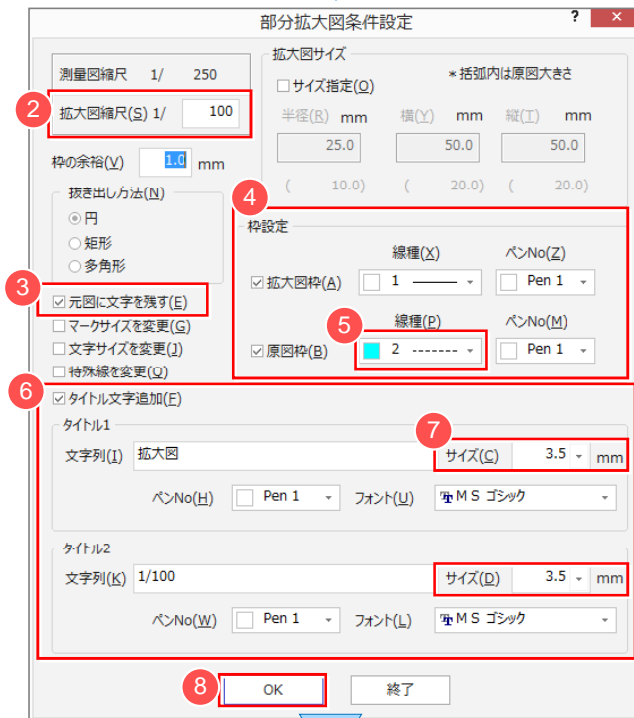 部分拡大図条件設定 ? ×
測量図縮尺 1/ 250
2 拡大図縮尺(S) 1/ 100
枠の余裕(V) 1.0 mm
抜き出し方法(N)
円
矩形
多角形
3
元図に文字を残す(E)
マークサイズを変更(G)
文字サイズを変更(J)
特殊線を変更(Q)
拡大図サイズ
サイズ指定(O) *括弧内は原図大きさ
半径(R) mm 横(Y) mm 縦(T) mm
25.0 50.0 50.0
( 10.0) ( 20.0) ( 20.0)
4
枠設定
線種(X) ペンNo(Z)
拡大図枠(A) 1 Pen 1
5 線種(P) ペンNo(M)
原図枠(B) 2 Pen 1
6
タイトル文字追加(F)
タイトル1
7
文字列(I) 拡大図 サイズ(C) 3.5 mm
ペンNo(H) Pen 1 フォント(U) MS ゴシック
タイトル2
文字列(K) 1/100 サイズ(D) 3.5 mm
ペンNo(W) Pen 1 フォント(L) MS ゴシック
8 OK 終了